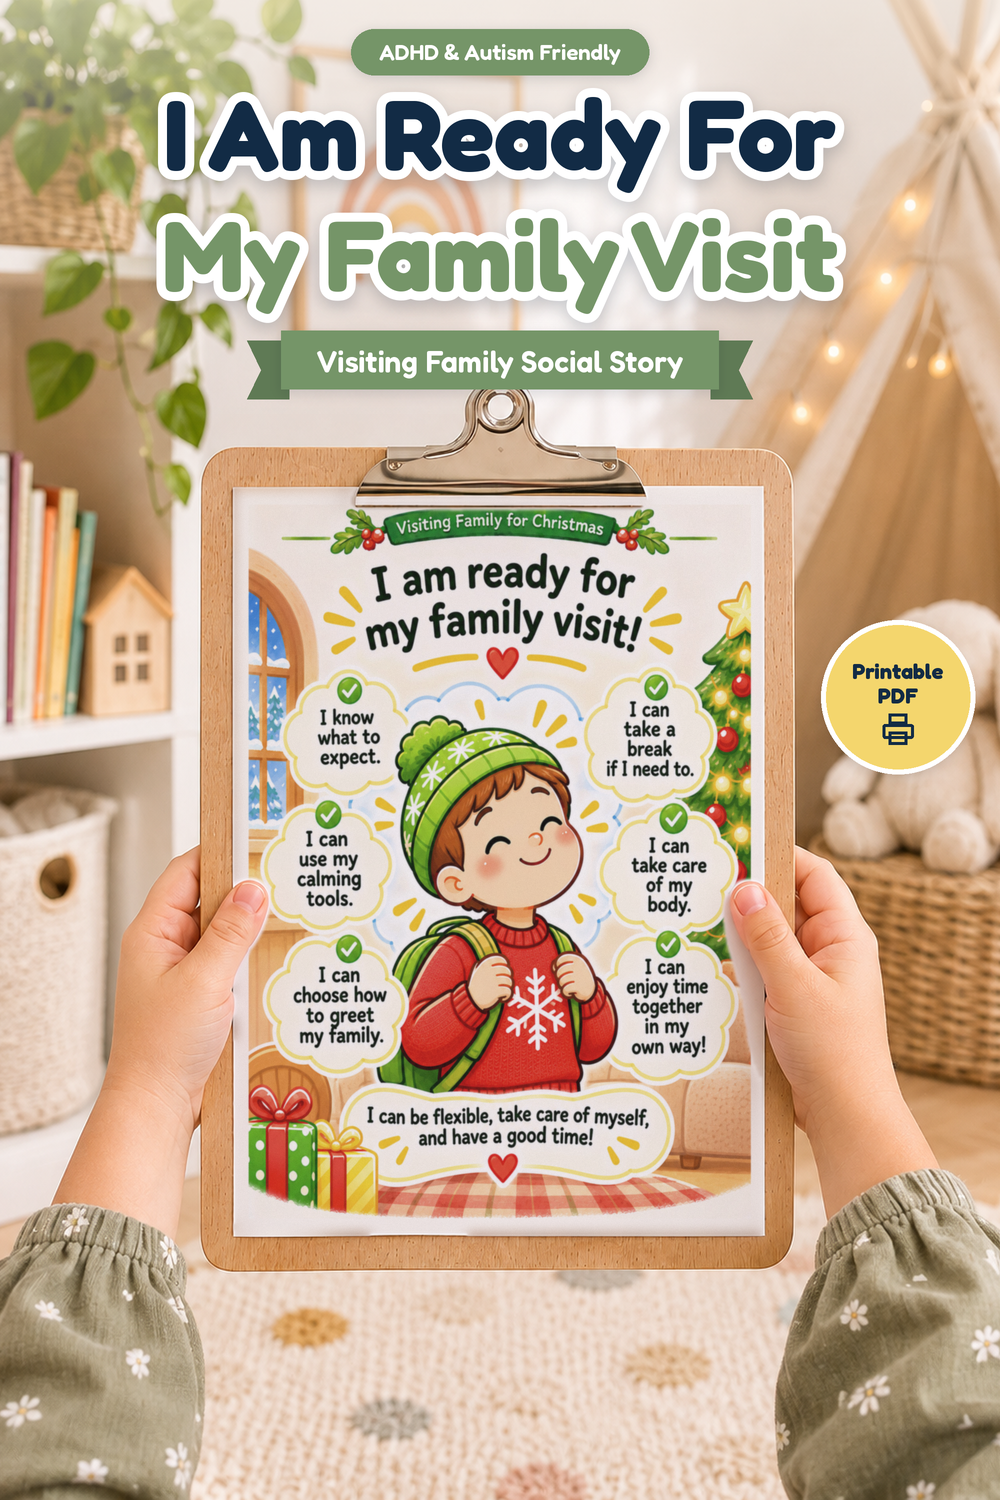 ADHD & Autism Friendly
I Am Ready For
My Family Visit
Visiting Family Social Story
Visiting Family for Christmas
I am ready for
my family visit!
I know
what to
expect.
I can
take a
break
if I need to.
I can
use my
calming
tools.
I can
take care
of my
body.
I can
choose how
to greet
my family.
I can
enjoy time
together
in my
own way!
I can be flexible, take care of myself,
and have a good time!
Printable
PDF